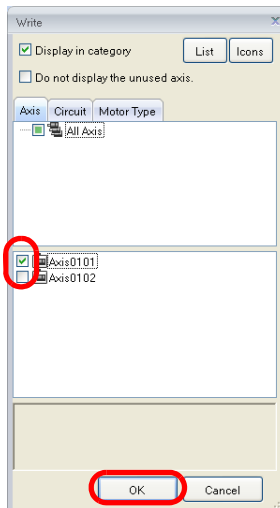 Write
Display in category
List
Icons
Do not display the unused axis.
Axis
Circuit
Motor Type
All Axis
Axis0101
Axis0102
OK
Cancel